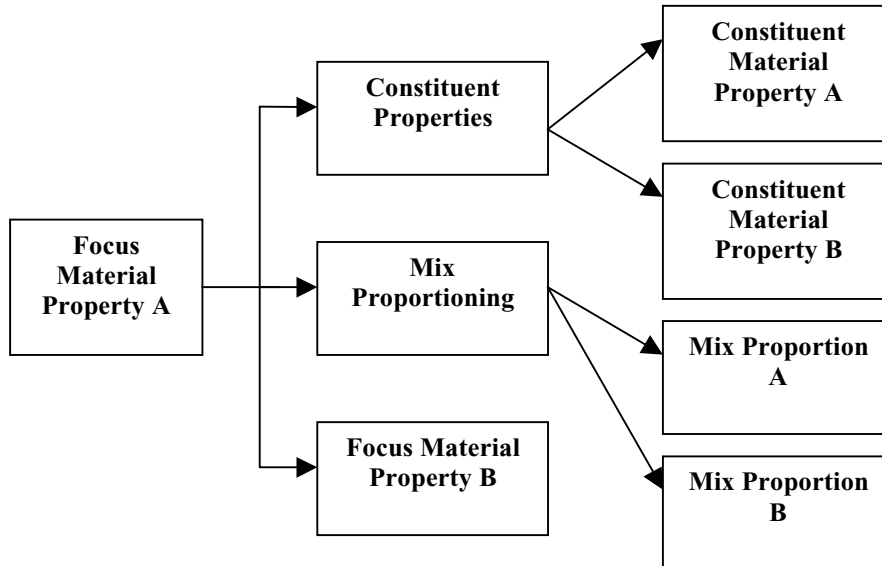 Focus
Material
Property A
Constituent
Properties
Mix
Proportioning
Focus Material
Property B
Constituent
Material
Property A
Constituent
Material
Property B
Mix Proportion
A
Mix Proportion
B